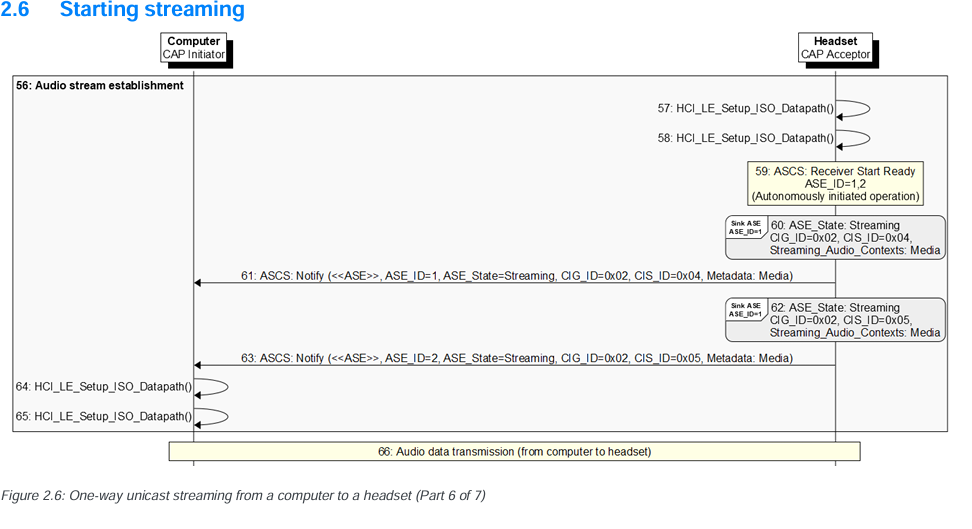 2.6 Starting streaming
Computer
CAP Initiator
Headset
CAP Acceptor
56: Audio stream establishment
57: HCI_LE_Setup_ISO_Datapath()
58: HCI_LE_Setup_ISO_Datapath()
59: ASCS: Receiver Start Ready
ASE_ID=1,2
(Autonomously initiated operation)
Sink ASE
ASE_ID=1
60: ASE_State: Streaming
CIG_ID=0x02, CIS_ID=0x04,
Streaming_Audio_Contexts: Media
61: ASCS: Notify (<<ASE>>, ASE_ID=1, ASE_State=Streaming, CIG_ID=0x02, CIS_ID=0x04, Metadata: Media)
Sink ASE
ASE_ID=1
62: ASE_State: Streaming
CIG_ID=0x02, CIS_ID=0x05,
Streaming_Audio_Contexts: Media
63: ASCS: Notify (<<ASE>>, ASE_ID=2, ASE_State=Streaming, CIG_ID=0x02, CIS_ID=0x05, Metadata: Media)
64: HCI_LE_Setup_ISO_Datapath()
65: HCI_LE_Setup_ISO_Datapath()
66: Audio data transmission (from computer to headset)
Figure 2.6: One-way unicast streaming from a computer to a headset (Part 6 of 7)